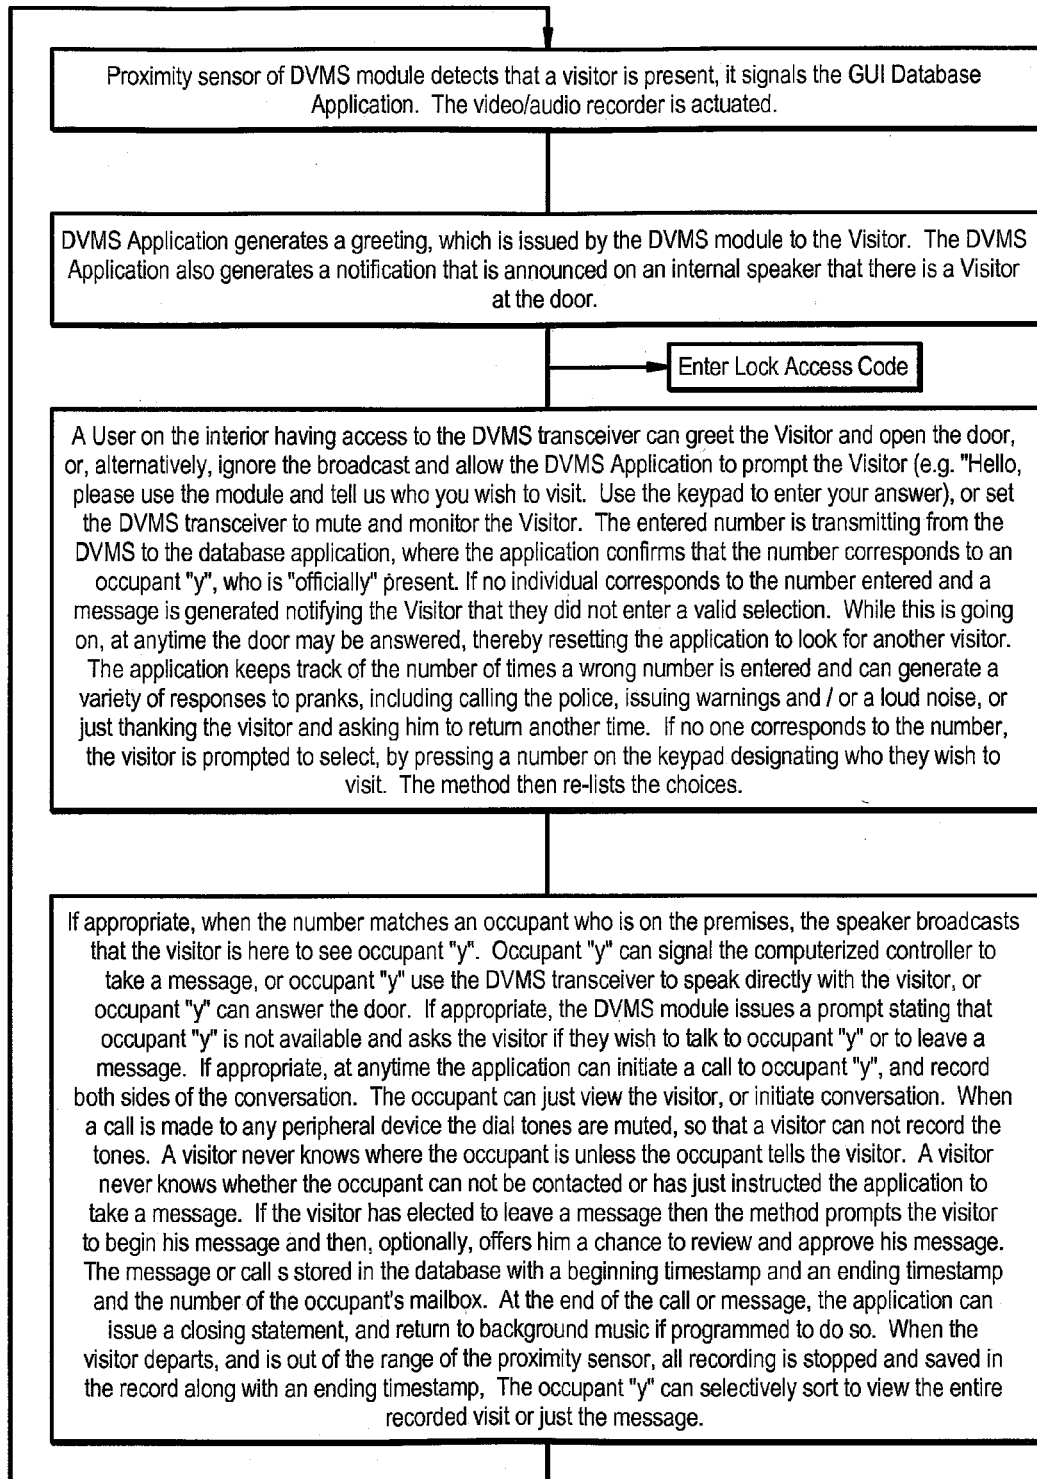 Proximity sensor of DVMS module detects that a visitor is present, it signals the GUI Database
Application. The video/audio recorder is actuated.
DVMS Application generates a greeting, which is issued by the DVMS module to the Visitor. The DVMS
Application also generates a notification that is announced on an internal speaker that there is a Visitor
at the door.
Enter Lock Access Code
A User on the interior having access to the DVMS transceiver can greet the Visitor and open the door,
or, alternatively, ignore the broadcast and allow the DVMS Application to prompt the Visitor (e.g. "Hello,
please use the module and tell us who you wish to visit. Use the keypad to enter your answer), or set
the DVMS transceiver to mute and monitor the Visitor. The entered number is transmitting from the
DVMS to the database application, where the application confirms that the number corresponds to an
occupant "y", who is "officially" present. If no individual corresponds to the number entered and a
message is generated notifying the Visitor that they did not enter a valid selection. While this is going
on, at anytime the door may be answered, thereby resetting the application to look for another visitor.
The application keeps track of the number of times a wrong number is entered and can generate a
variety of responses to pranks, including calling the police, issuing warnings and / or a loud noise, or
just thanking the visitor and asking him to return another time. If no one corresponds to the number,
the visitor is prompted to select, by pressing a number on the keypad designating who they wish to
visit. The method then re-lists the choices.
If appropriate, when the number matches an occupant who is on the premises, the speaker broadcasts
that the visitor is here to see occupant "y". Occupant "y" can signal the computerized controller to
take a message, or occupant "y" use the DVMS transceiver to speak directly with the visitor, or
occupant "y" can answer the door. If appropriate, the DVMS module issues a prompt stating that
occupant "y" is not available and asks the visitor if they wish to talk to occupant "y" or to leave a
message. If appropriate, at anytime the application can initiate a call to occupant "y", and record
both sides of the conversation. The occupant can just view the visitor, or initiate conversation. When
a call is made to any peripheral device the dial tones are muted, so that a visitor can not record the
tones. A visitor never knows where the occupant is unless the occupant tells the visitor. A visitor
never knows whether the occupant can not be contacted or has just instructed the application to
take a message. If the visitor has elected to leave a message then the method prompts the visitor
to begin his message and then, optionally, offers him a chance to review and approve his message.
The message or call s stored in the database with a beginning timestamp and an ending timestamp
and the number of the occupant's mailbox. At the end of the call or message, the application can
issue a closing statement, and return to background music if programmed to do so. When the
visitor departs, and is out of the range of the proximity sensor, all recording is stopped and saved in
the record along with an ending timestamp, The occupant "y" can selectively sort to view the entire
recorded visit or just the message.